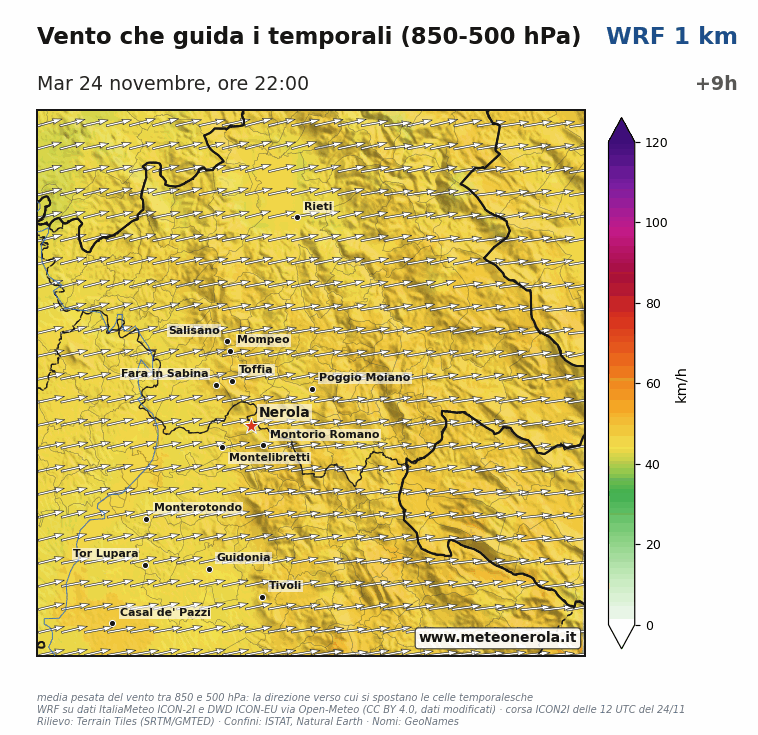 Vento che guida i temporali (850-500 hPa) WRF 1 km
Mar 24 novembre, ore 22:00 +9h
Rieti
Salisano
Mompeo
Toffia
Fara in Sabina
Poggio Moiano
Nerola
Montorio Romano
Montelibretti
Monterotondo
Tor Lupara
Guidonia
Tivoli
Casal de' Pazzi
www.meteonerola.it
120
100
80
60
40
20
0
km/h
media pesata del vento tra 850 e 500 hPa: la direzione verso cui si spostano le celle temporalesche
WRF su dati ItaliaMeteo ICON-2I e DWD ICON-EU via Open-Meteo (CC BY 4.0, dati modificati) · corsa ICON2I delle 12 UTC del 24/11
Rilievo: Terrain Tiles (SRTM/GMTED) · Confini: ISTAT, Natural Earth · Nomi: GeoNames